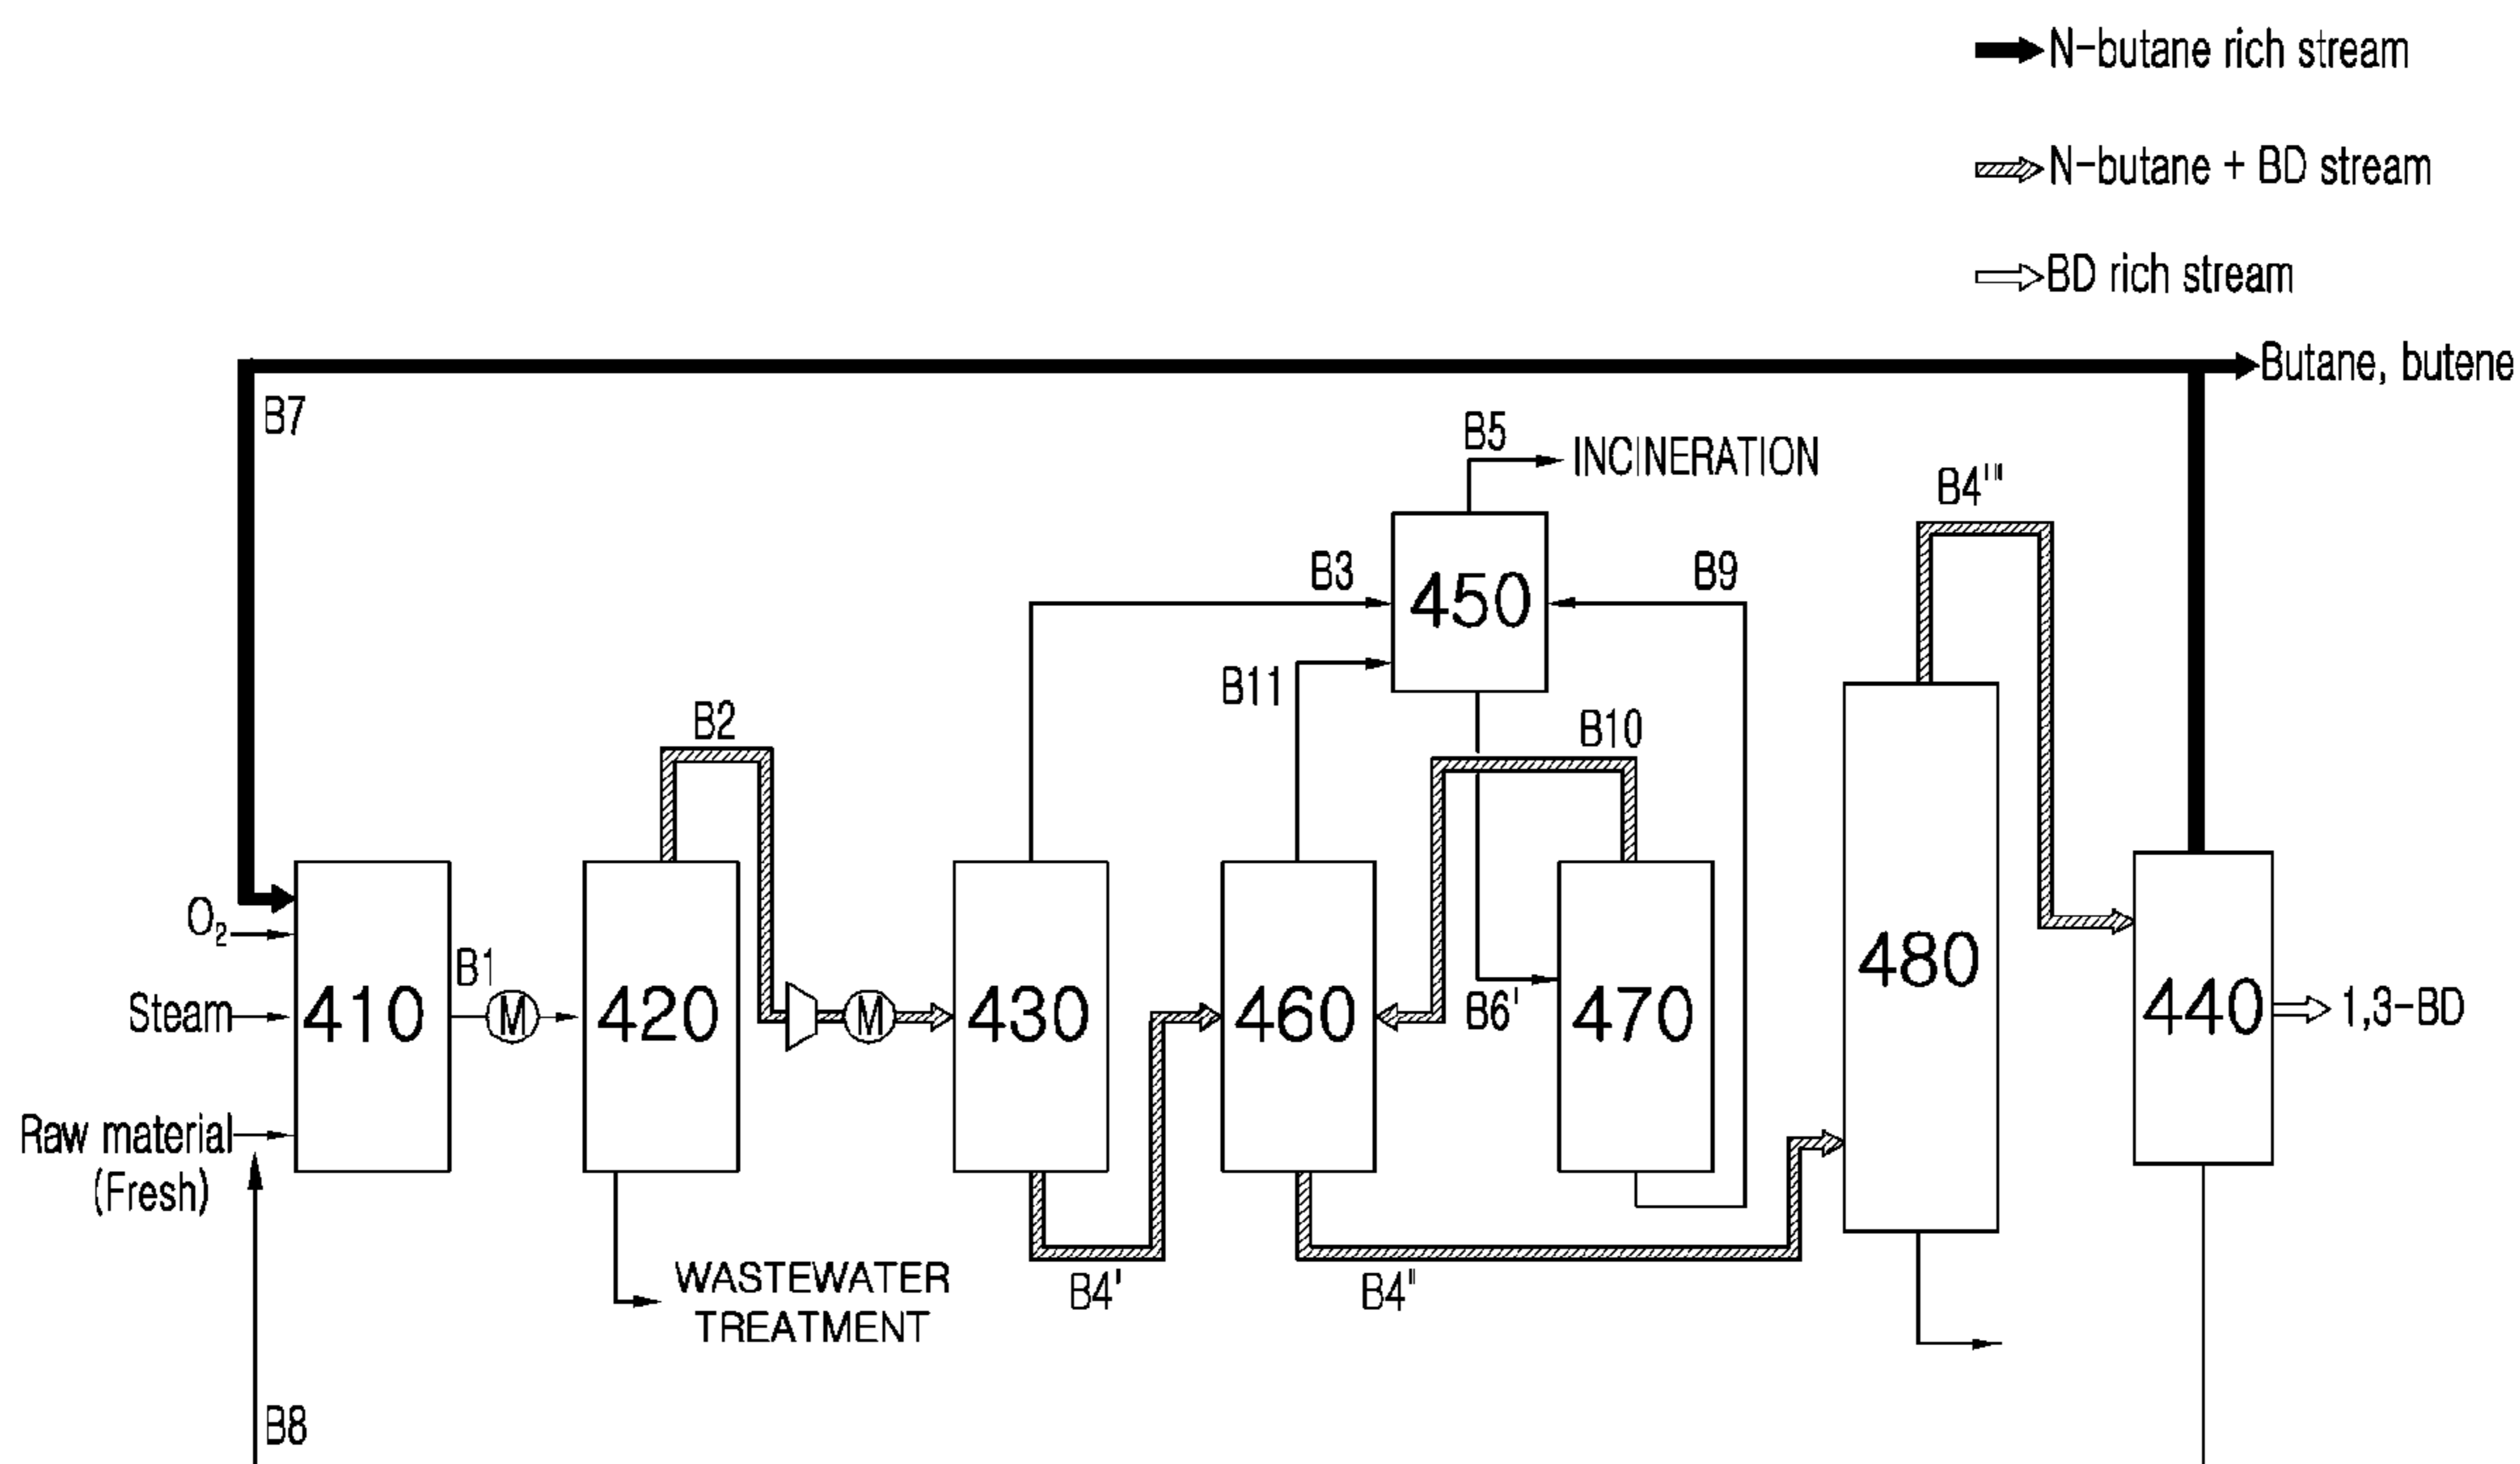 N-butane rich stream
N-butane + BD stream
BD rich stream
Butane, butene
B7
B5
INCINERATION
B4'''
B3
450
B9
B11
B2
B10
O2
B1
Steam
M
410
420
M
430
460
B6'
470
480
440
1,3-BD
Raw material
(Fresh)
WASTEWATER
TREATMENT
B4'
B4''
B8